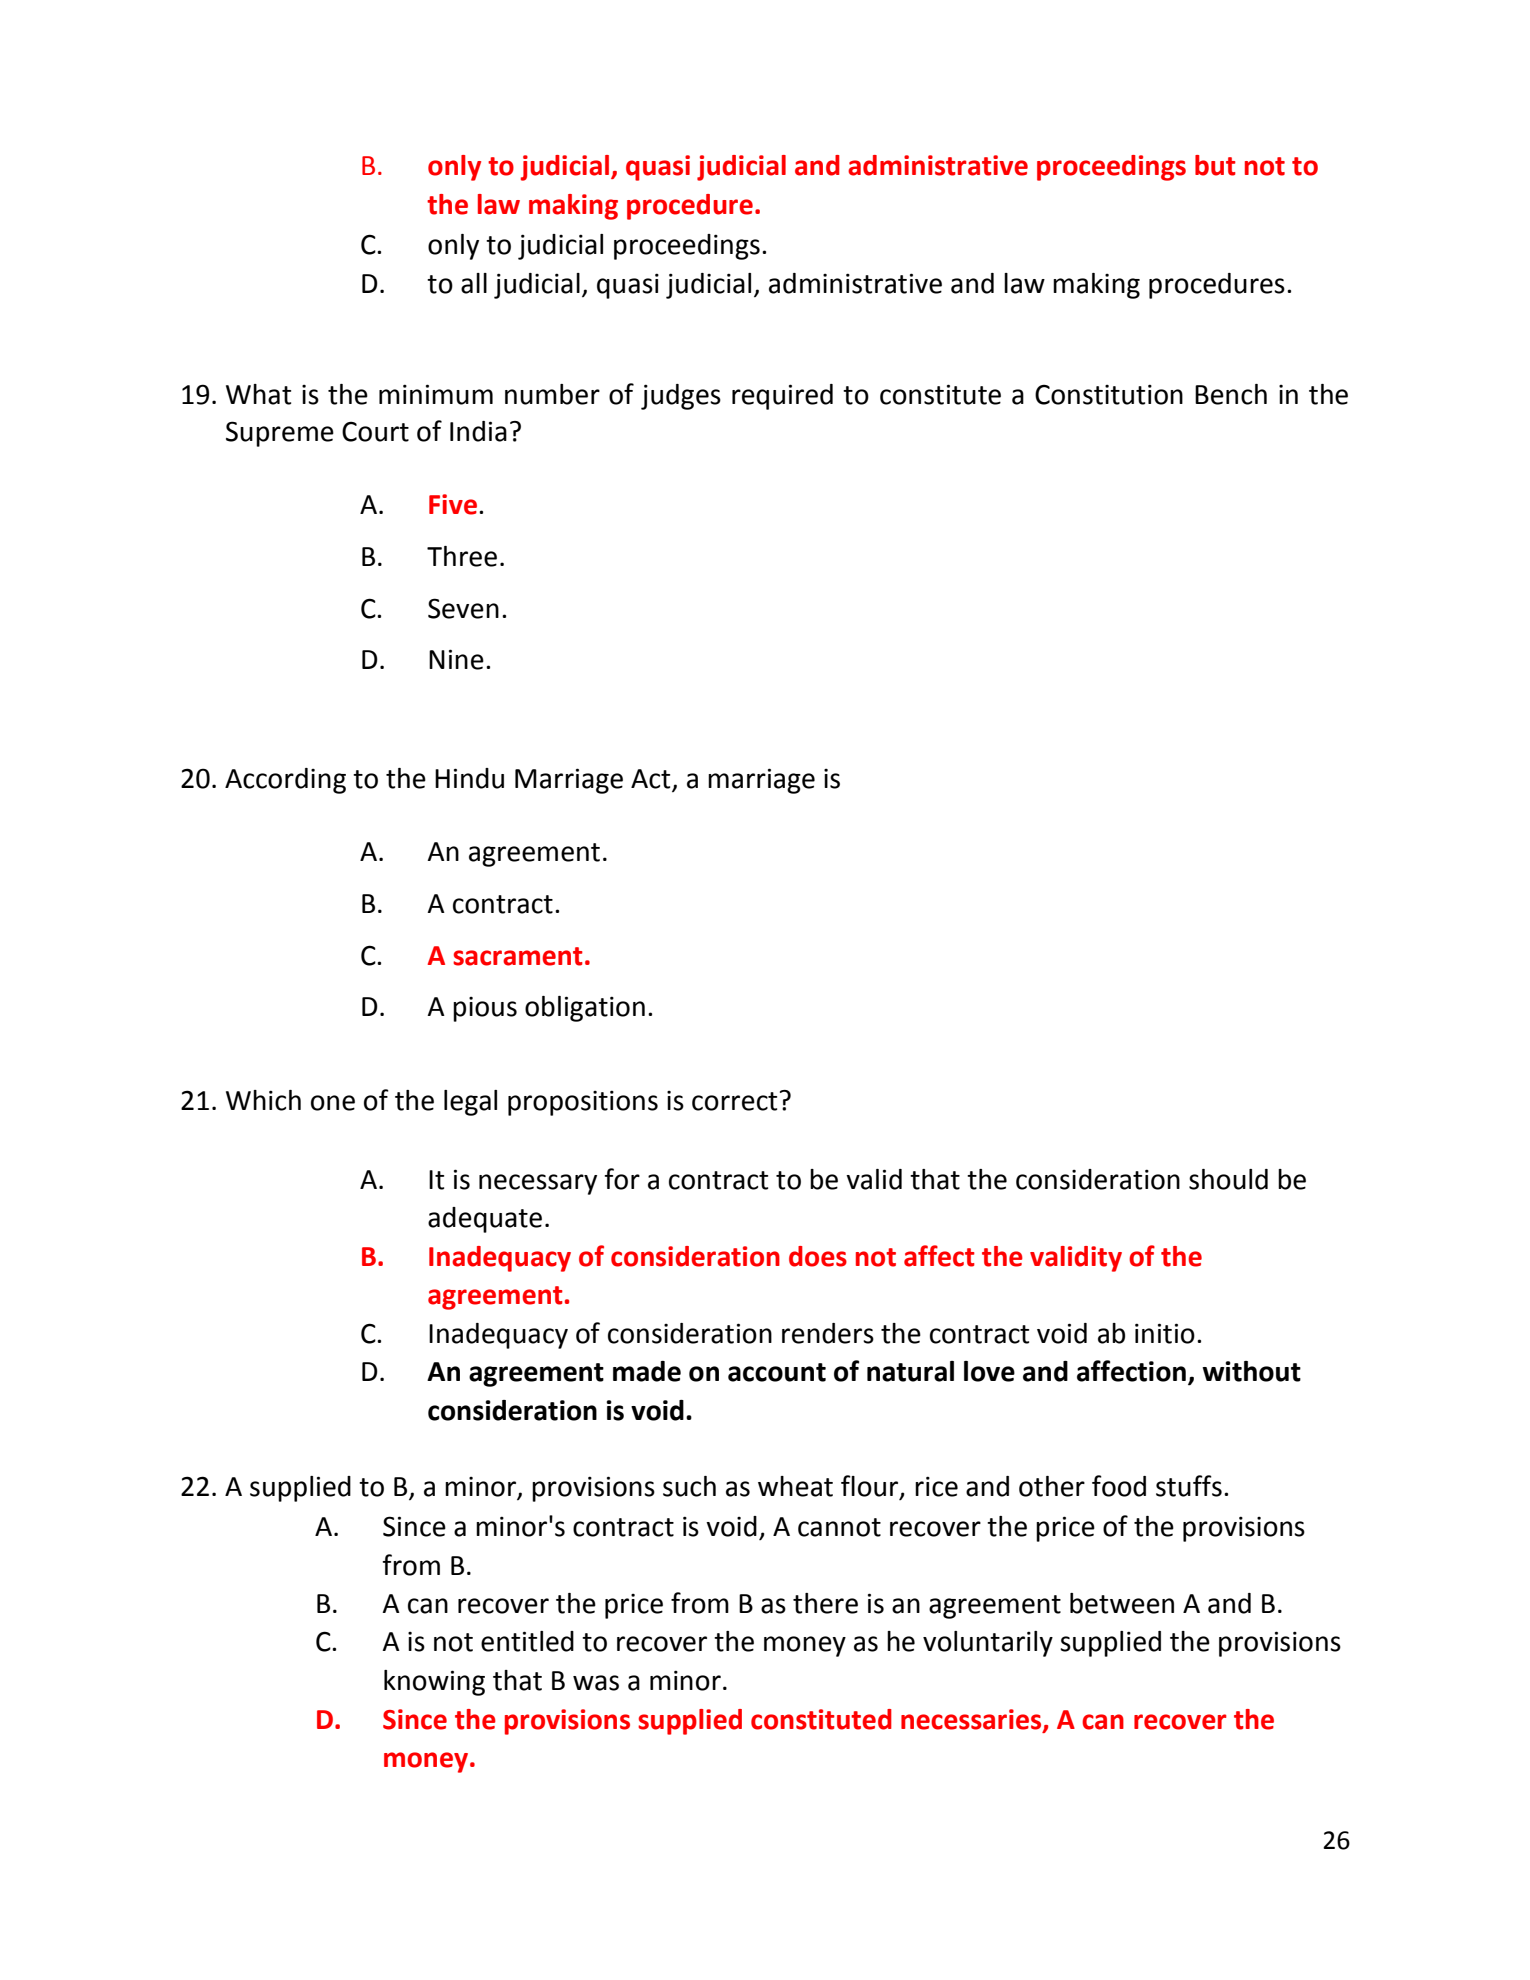 B. only to judicial, quasi judicial and administrative proceedings but not to
the law making procedure.
C. only to judicial proceedings.
D. to all judicial, quasi judicial, administrative and law making procedures.
19. What is the minimum number of judges required to constitute a Constitution Bench in the
Supreme Court of India?
A. Five.
B. Three.
C. Seven.
D. Nine.
20. According to the Hindu Marriage Act, a marriage is
A. An agreement.
B. A contract.
C. A sacrament.
D. A pious obligation.
21. Which one of the legal propositions is correct?
A. It is necessary for a contract to be valid that the consideration should be
adequate.
B. Inadequacy of consideration does not affect the validity of the
agreement.
C. Inadequacy of consideration renders the contract void ab initio.
D. An agreement made on account of natural love and affection, without
consideration is void.
22. A supplied to B, a minor, provisions such as wheat flour, rice and other food stuffs.
A. Since a minor's contract is void, A cannot recover the price of the provisions
from B.
B. A can recover the price from B as there is an agreement between A and B.
C. A is not entitled to recover the money as he voluntarily supplied the provisions
knowing that B was a minor.
D. Since the provisions supplied constituted necessaries, A can recover the
money.
26